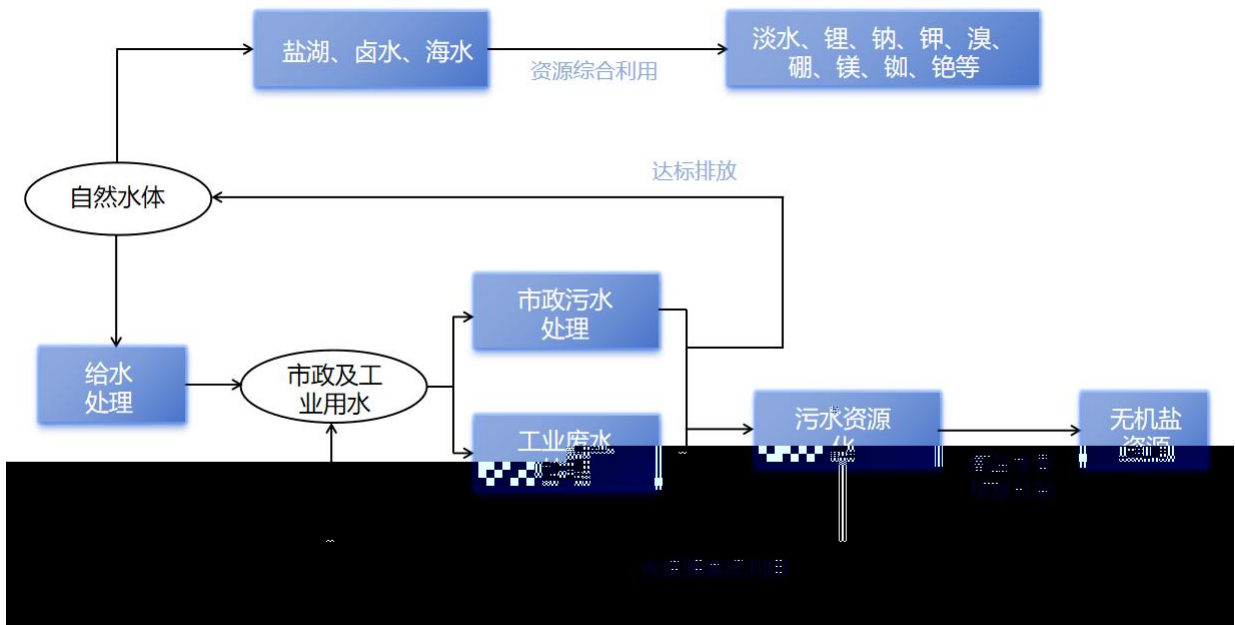 盐湖、卤水、海水
资源综合利用
淡水、锂、钠、钾、溴、
硼、镁、铷、铯等
达标排放
自然水体
市政污水
处理
给水
处理
市政及工
业用水
工业废水
污水资源
化
无机盐
资源